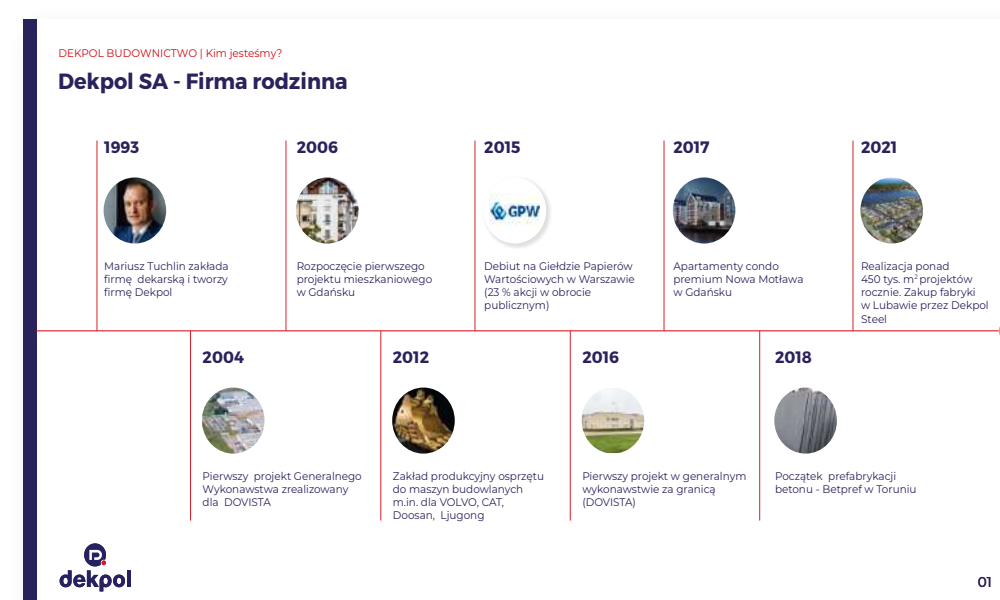 DEKPOL BUDOWNICTWO | Kim jesteśmy?
Dekpol SA - Firma rodzinna
1993
Mariusz Tuchlin zakłada
firmę dekarską i tworzy
firmę Dekpol
2006
Rozpoczęcie pierwszego
projektu mieszkaniowego
w Gdańsku
2015
GPW
Debiut na Giełdzie Papierów
Wartościowych w Warszawie
(23 % akcji w obrocie
publicznym)
2017
Apartamenty condo
premium Nowa Motława
w Gdańsku
2021
Realizacja ponad
450 tys. m² projektów
rocznie. Zakup fabryki
w Lubawie przez Dekpol
Steel
2004
Pierwszy projekt Generalnego
Wykonawstwa zrealizowany
dla DOVISTA
2012
Zakład produkcyjny osprzętu
do maszyn budowlanych
m.in. dla VOLVO, CAT,
Doosan, Ljugong
2016
Pierwszy projekt w generalnym
wykonawstwie za granicą
(DOVISTA)
2018
Początek prefabrykacji
betonu - Betpref w Toruniu
dekpol
01